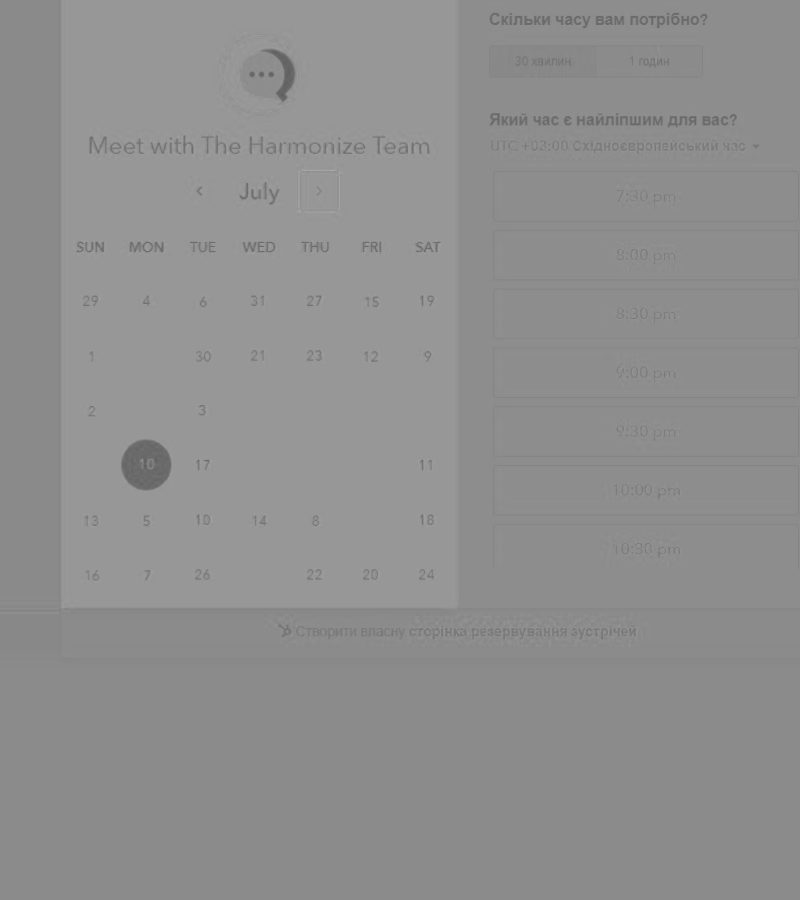 Скільки часу вам потрібно?
30 хвилин 1 годин
Який час є найліпшим для вас?
UTC +03:00 Східноєвропейський час
Meet with The Harmonize Team
July
SUN MON TUE WED THU FRI SAT
29 4 6 31 27 15 19
1 30 21 23 12 9
2 3
10 17 11
13 5 10 14 8 18
16 7 26 22 20 24
7:30 pm
8:00 pm
8:30 pm
9:00 pm
9:30 pm
10:00 pm
10:30 pm
Створити власну сторінка резервування зустрічей